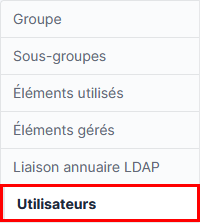 Groupe
Sous-groupes
Éléments utilisés
Éléments gérés
Liaison annuaire LDAP
Utilisateurs